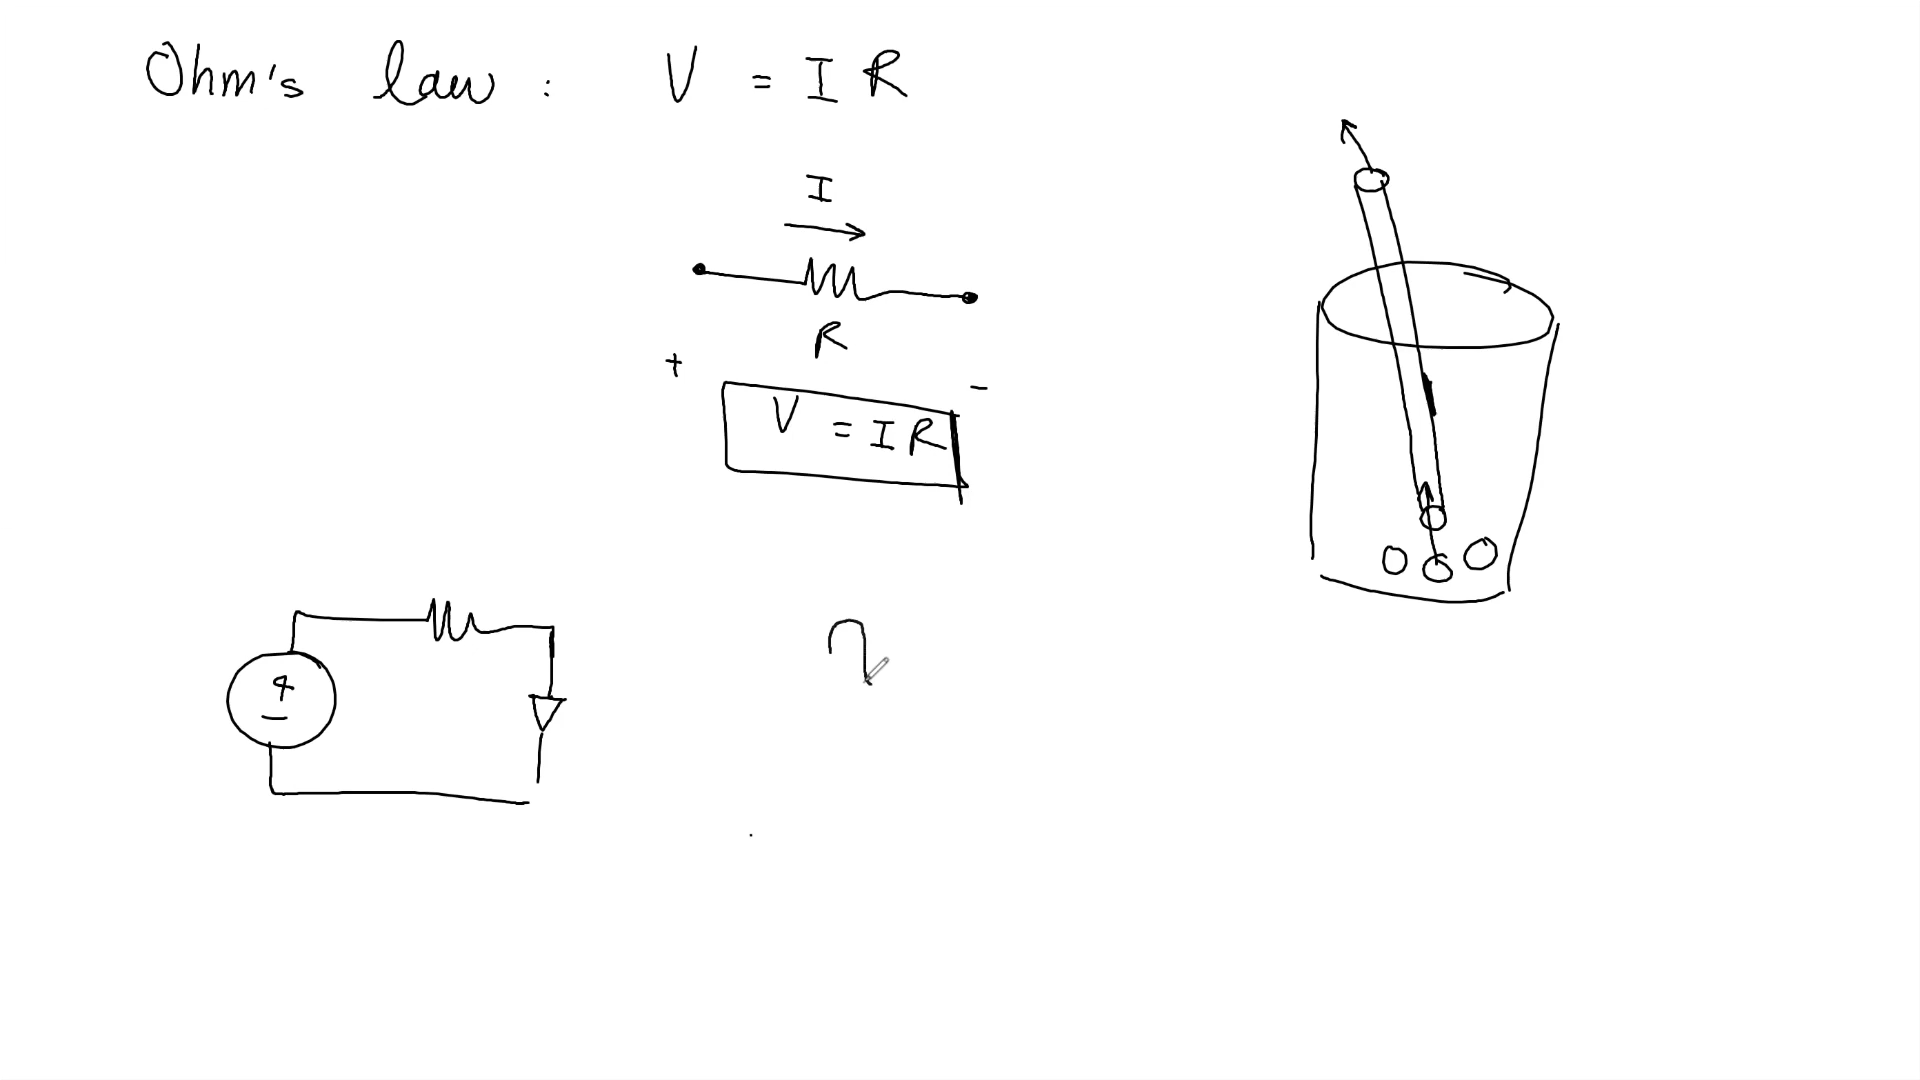 Ohm's law : V = I R
I
R
+ -
V = I R
+
-